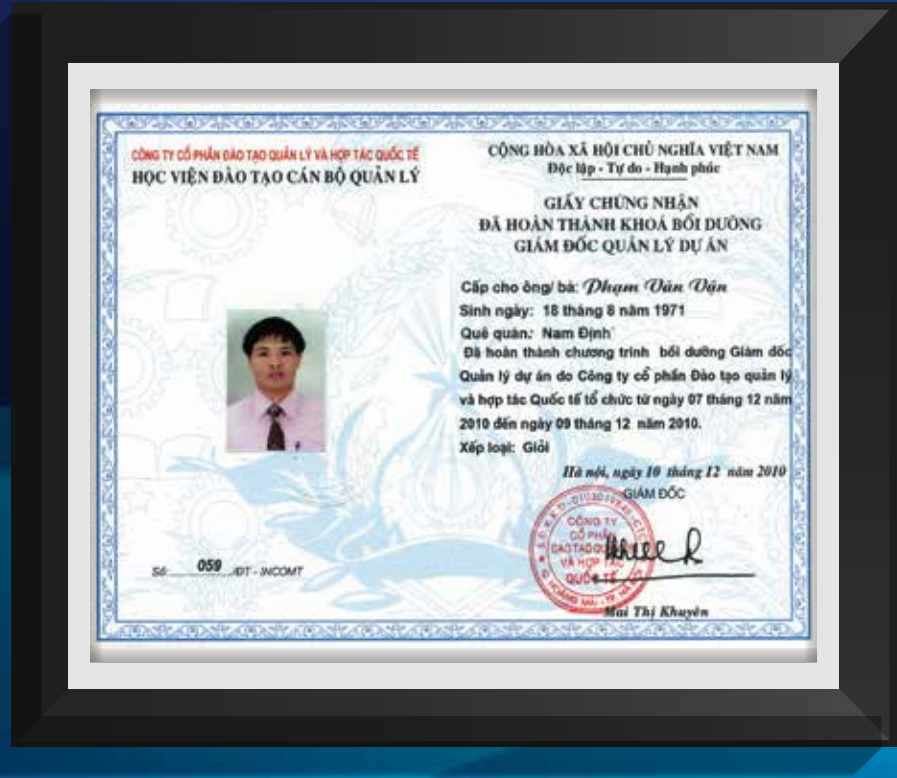 CÔNG TY CỔ PHẦN ĐÀO TẠO QUẢN LÝ VÀ HỢP TÁC QUỐC TẾ
HỌC VIỆN ĐÀO TẠO CÁN BỘ QUẢN LÝ
CỘNG HÒA XÃ HỘI CHỦ NGHĨA VIỆT NAM
Độc lập - Tự do - Hạnh phúc
GIẤY CHỨNG NHẬN
ĐÃ HOÀN THÀNH KHOÁ BỒI DƯỠNG
GIÁM ĐỐC QUẢN LÝ DỰ ÁN
Cấp cho ông/ bà: Phạm Văn Vận
Sinh ngày: 18 tháng 8 năm 1971
Quê quán: Nam Định
Đã hoàn thành chương trình bồi dưỡng Giám đốc
Quản lý dự án do Công ty cổ phần Đào tạo quản lý
và hợp tác Quốc tế tổ chức từ ngày 07 tháng 12 năm
2010 đến ngày 09 tháng 12 năm 2010.
Xếp loại: Giỏi
Hà nội, ngày 10 tháng 12 năm 2010
GIÁM ĐỐC
CÔNG TY
CỔ PHẦN
VÀ HỢP TÁC
QUỐC TẾ
Mai Thị Khuyên
Số: 059 /ĐT - INCOMT